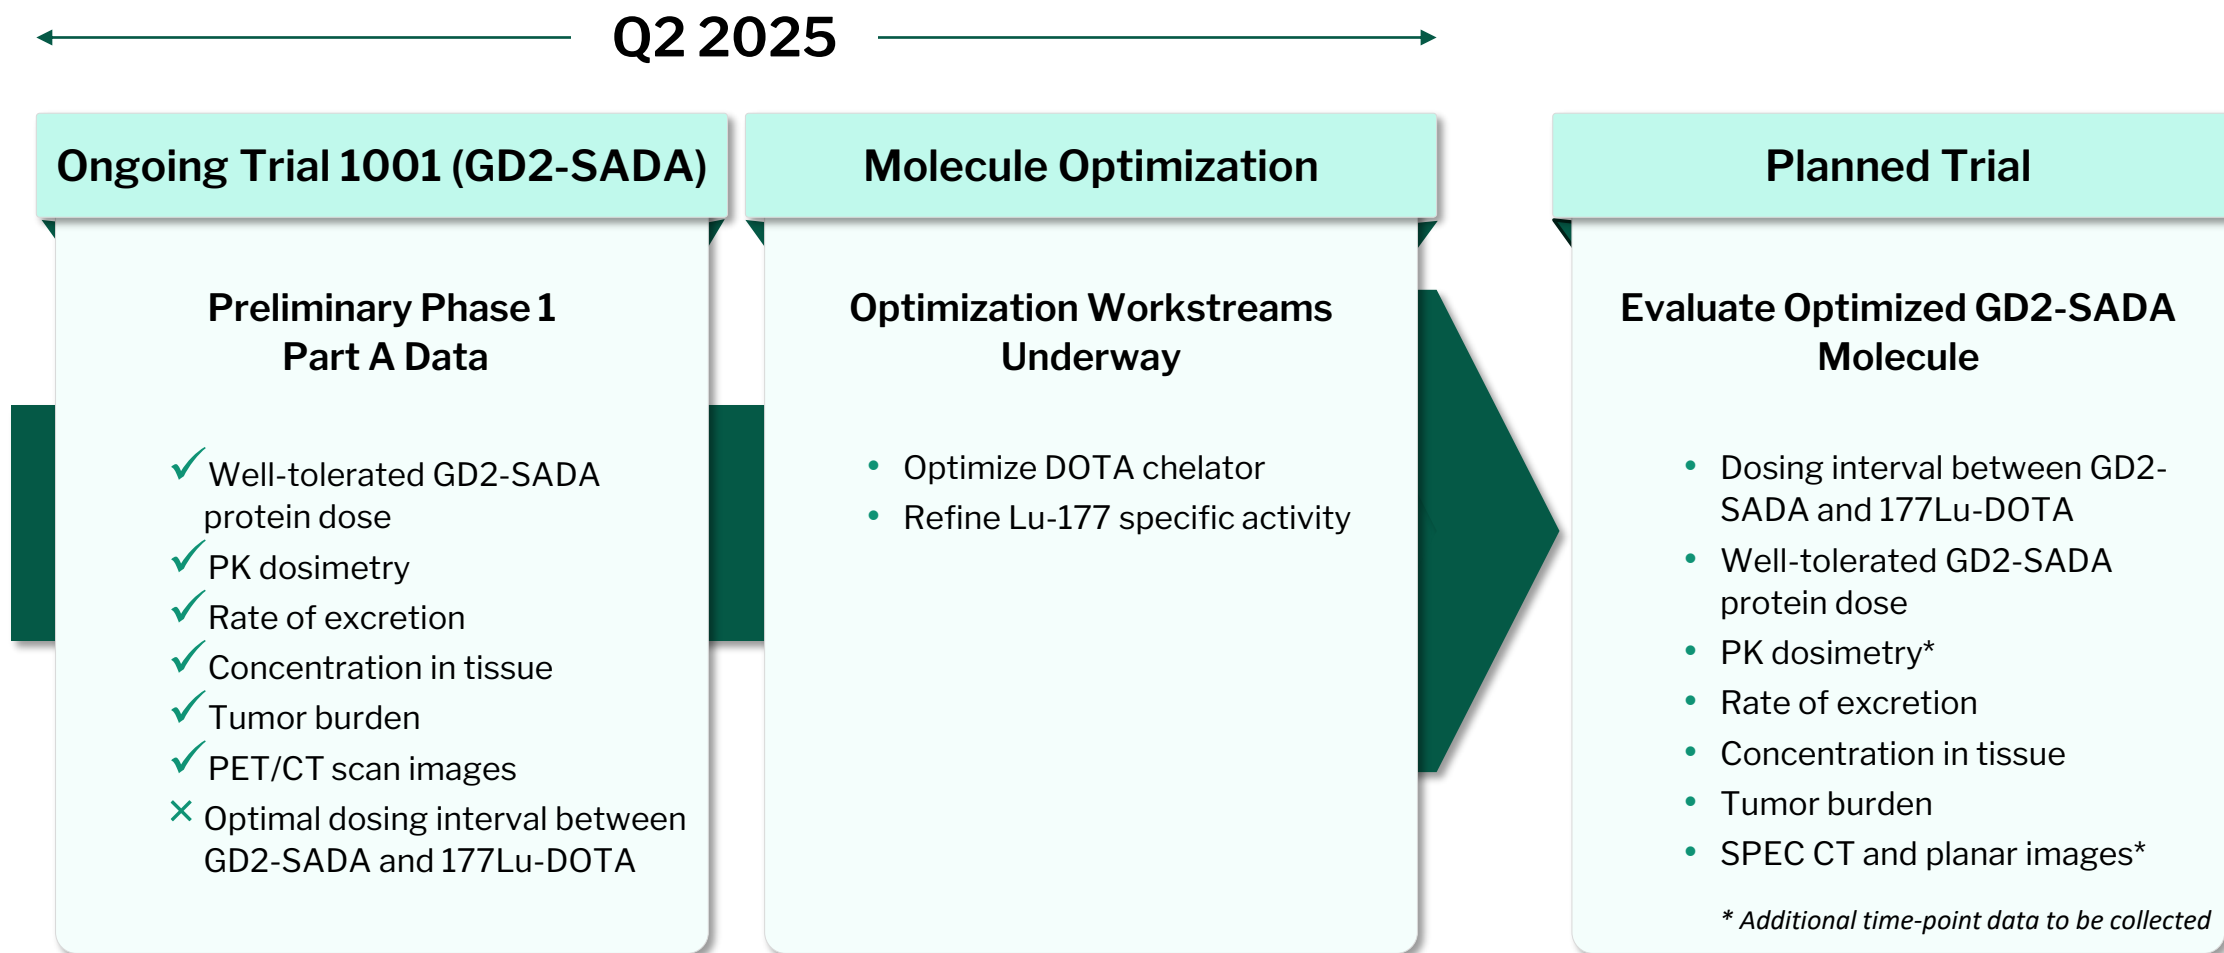 Q2 2025
Ongoing Trial 1001 (GD2-SADA)
Preliminary Phase 1
Part A Data
✓ Well-tolerated GD2-SADA
protein dose
✓ PK dosimetry
✓ Rate of excretion
✓ Concentration in tissue
✓ Tumor burden
✓ PET/CT scan images
× Optimal dosing interval between
GD2-SADA and 177Lu-DOTA
Molecule Optimization
Optimization Workstreams
Underway
• Optimize DOTA chelator
• Refine Lu-177 specific activity
Planned Trial
Evaluate Optimized GD2-SADA
Molecule
• Dosing interval between GD2-
SADA and 177Lu-DOTA
• Well-tolerated GD2-SADA
protein dose
• PK dosimetry*
• Rate of excretion
• Concentration in tissue
• Tumor burden
• SPEC CT and planar images*
* Additional time-point data to be collected